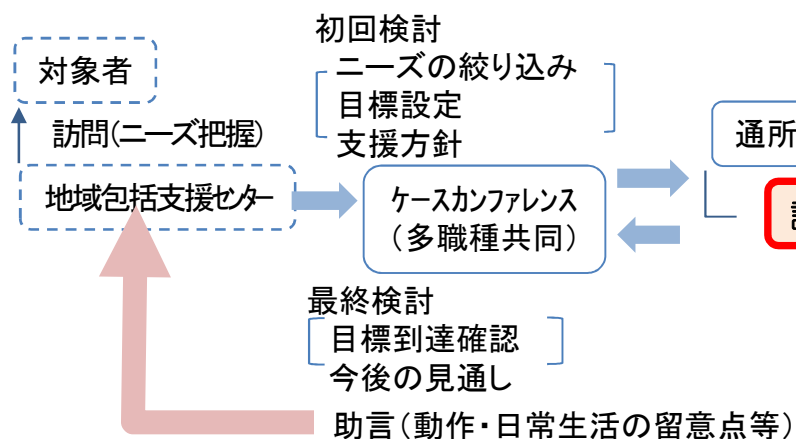 初回検討
ニーズの絞り込み
目標設定
支援方針
対象者
訪問(ニーズ把握)
地域包括支援センター
ケースカンファレンス
(多職種共同)
通所
最終検討
目標到達確認
今後の見通し
助言(動作・日常生活の留意点等)